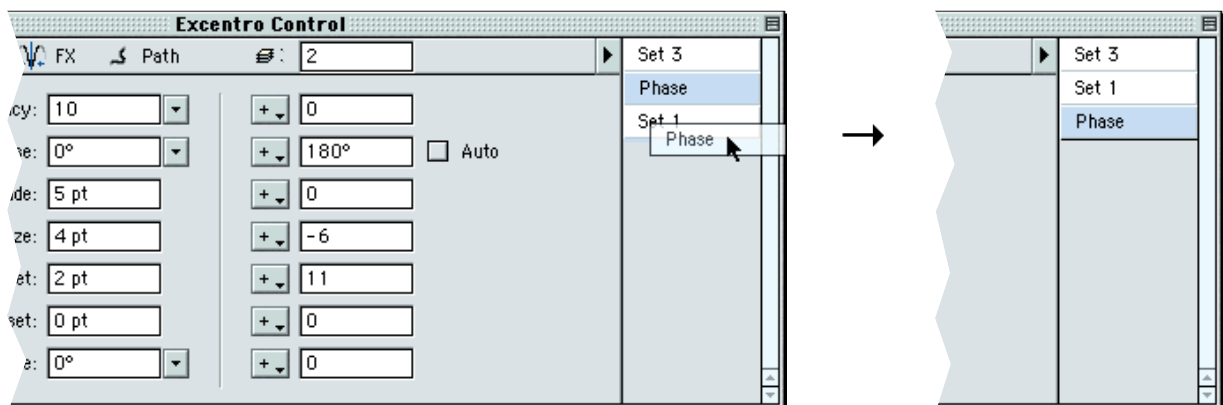 Excentro Control
FX Path : 2
Set 3
Phase
Set 1
Phase
cy: 10 + 0
se: 0° + 180° Auto
de: 5 pt + 0
ze: 4 pt + -6
et: 2 pt + 11
set: 0 pt + 0
e: 0° + 0
→
Set 3
Set 1
Phase